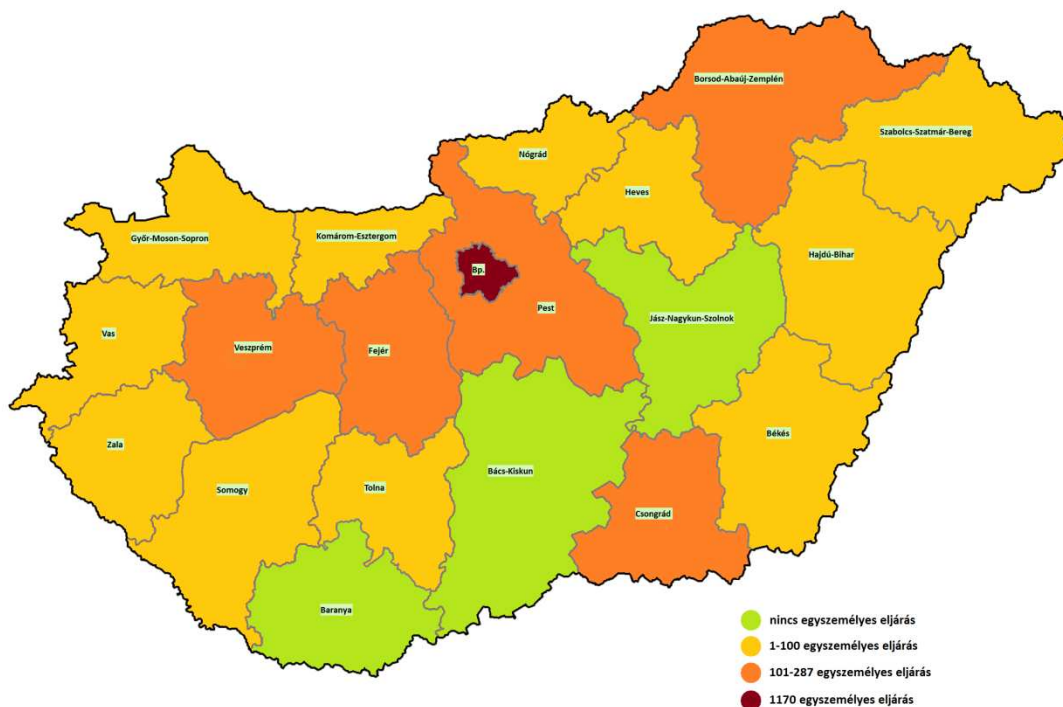 Borsod-Abaúj-Zemplén
Szabolcs-Szatmár-Bereg
Nógrád
Heves
Győr-Moson-Sopron
Komárom-Esztergom
Hajdú-Bihar
Bp.
Pest
Jász-Nagykun-Szolnok
Vas
Veszprém
Fejér
Zala
Békés
Somogy
Tolna
Bács-Kiskun
Csongrád
Baranya
nincs egyszemélyes eljárás
1-100 egyszemélyes eljárás
101-287 egyszemélyes eljárás
1170 egyszemélyes eljárás